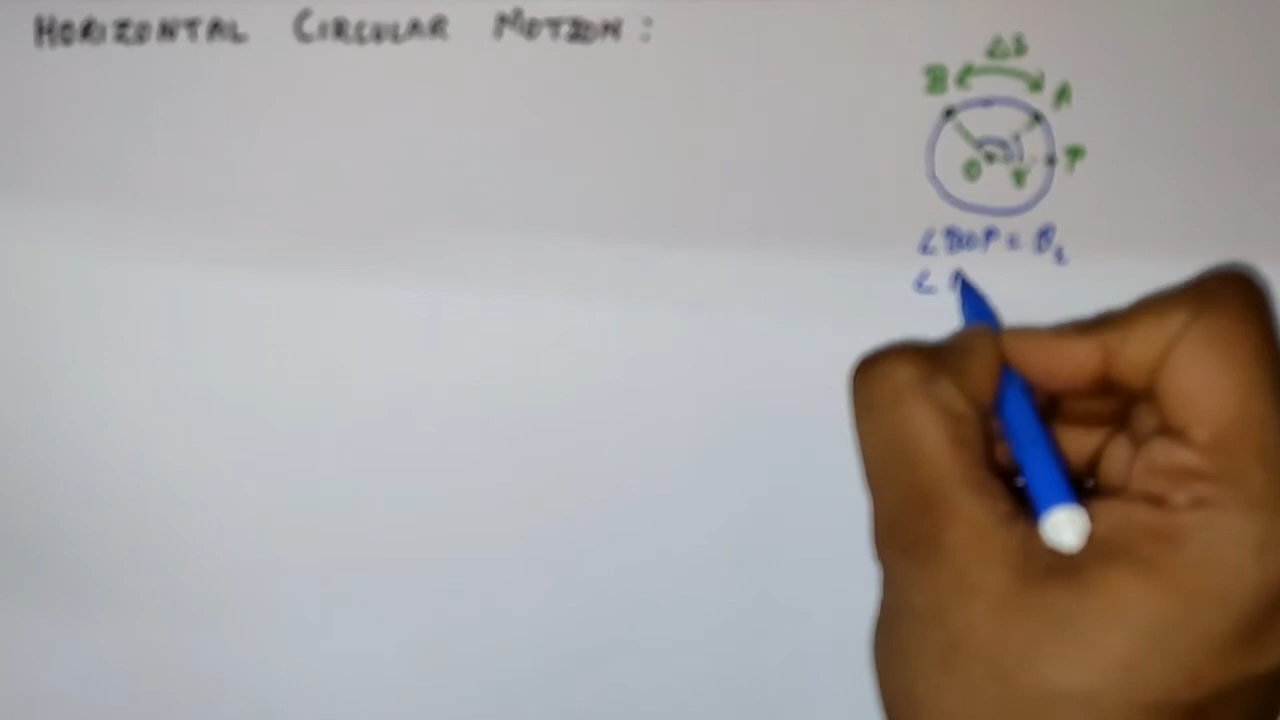 HORIZONTAL CIRCULAR MOTION:
ΔS
B A
O r P
∠BOP = θ₂
∠